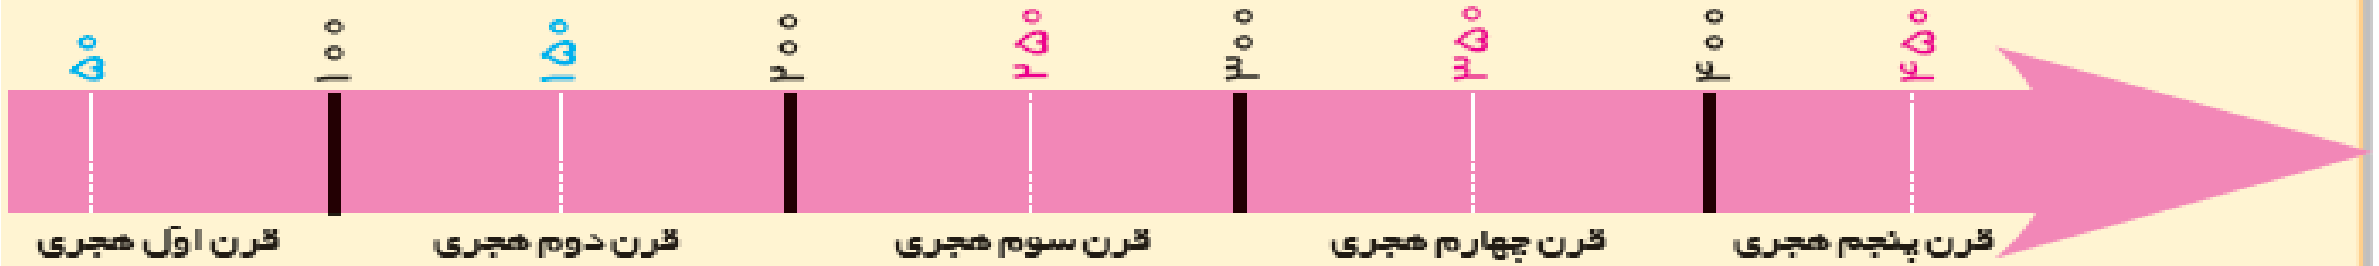 ۵۰
۱۰۰
۱۵۰
۲۰۰
۲۵۰
۳۰۰
۳۵۰
۴۰۰
۴۵۰
قرن اوّل هجری
قرن دوم هجری
قرن سوم هجری
قرن چهارم هجری
قرن پنجم هجری